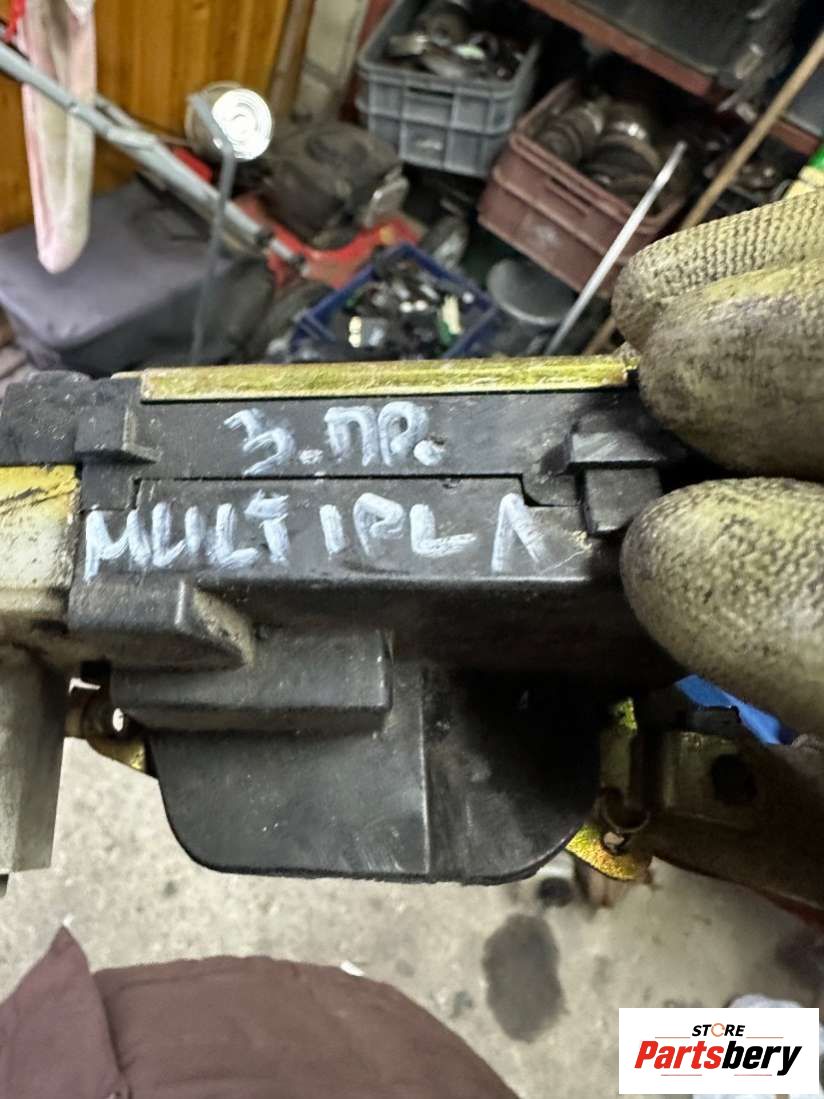 З.ПР.
MULTIPLA
STORE
Partsbery